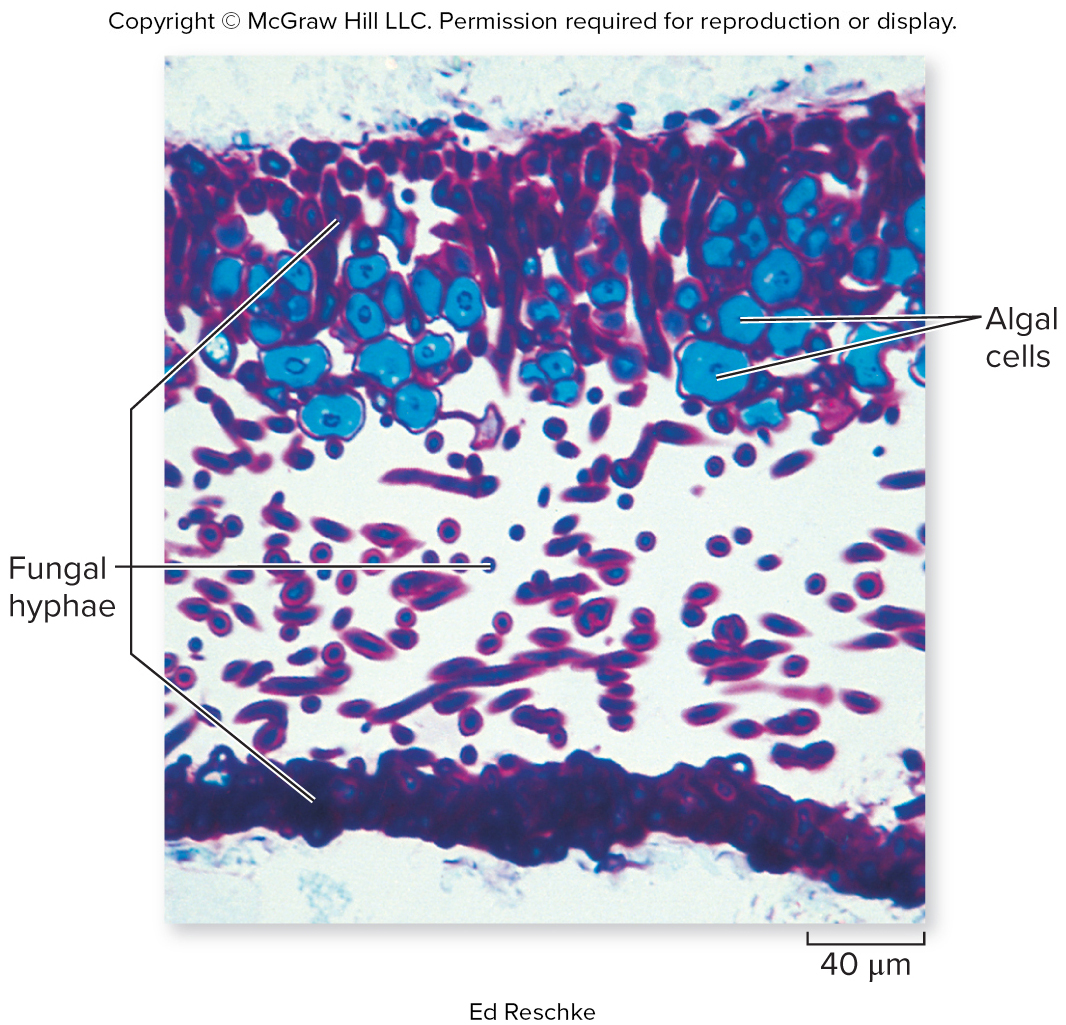 Copyright © McGraw Hill LLC. Permission required for reproduction or display.
Algal
cells
Fungal
hyphae
40 μm
Ed Reschke